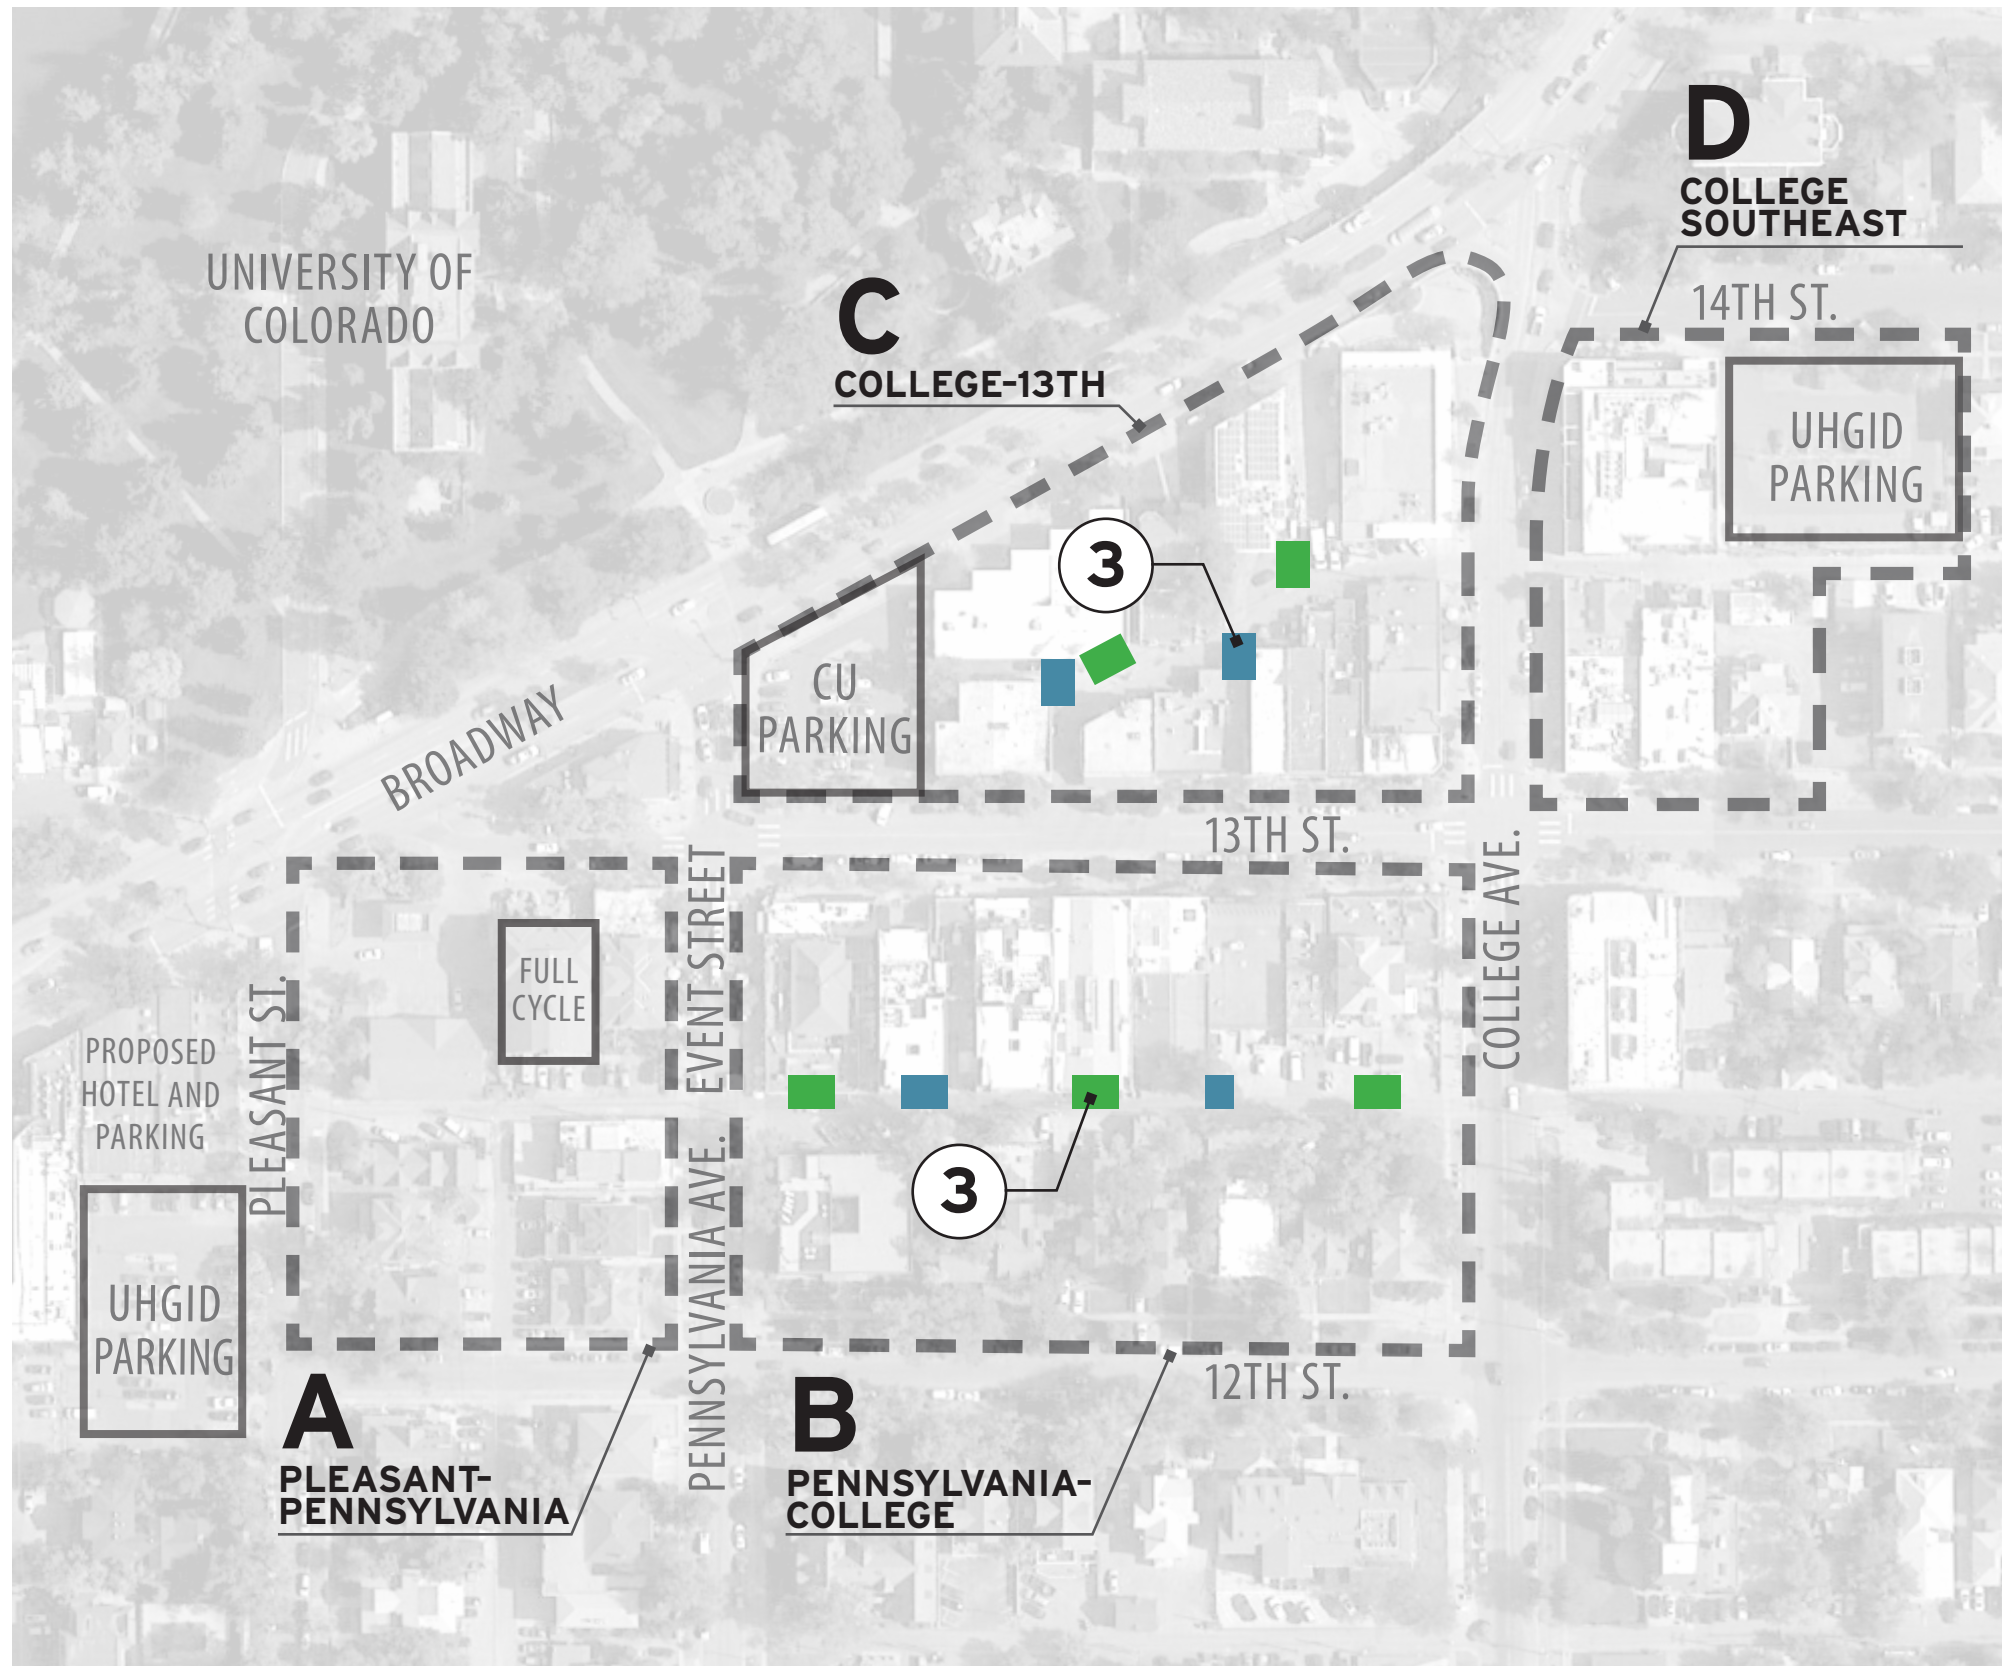 D
COLLEGE
SOUTHEAST
UNIVERSITY OF
COLORADO
14TH ST.
C
COLLEGE-13TH
UHGID
PARKING
3
CU
PARKING
BROADWAY
13TH ST.
EVENT STREET
COLLEGE AVE.
FULL
CYCLE
PLEASANT ST.
PROPOSED
HOTEL AND
PARKING
PENNSYLVANIA AVE.
3
UHGID
PARKING
12TH ST.
A
PLEASANT-
PENNSYLVANIA
B
PENNSYLVANIA-
COLLEGE